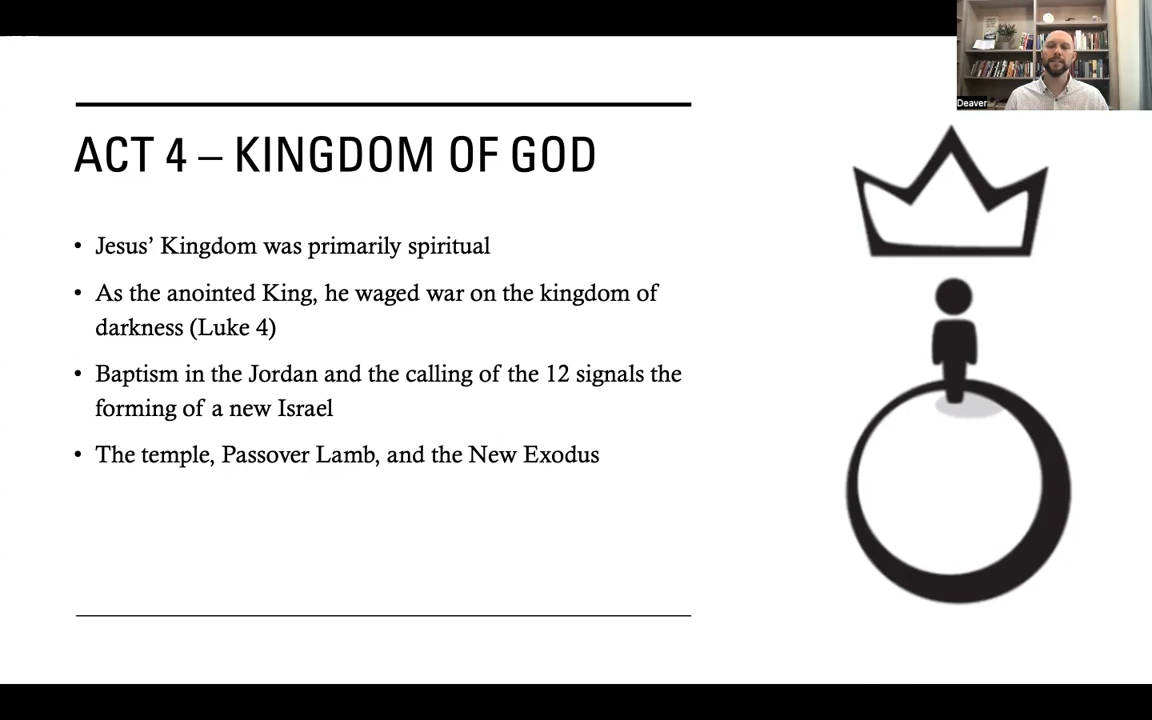 Deaver
ACT 4 – KINGDOM OF GOD
• Jesus’ Kingdom was primarily spiritual
• As the anointed King, he waged war on the kingdom of
darkness (Luke 4)
• Baptism in the Jordan and the calling of the 12 signals the
forming of a new Israel
• The temple, Passover Lamb, and the New Exodus